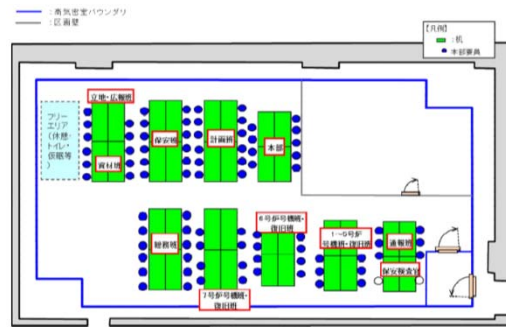 ：高気密室バウンダリ
：区画壁
【凡例】
：机
：本部要員
立地・広報班
フリー
エリア
（休憩・
トイレ・
仮眠等）
資材班
保安班
計画班
本部
総務班
7号炉号機班・
復旧班
6号炉号機班・
復旧班
1～5号炉
号機班・復旧班
通報班
保安検査官